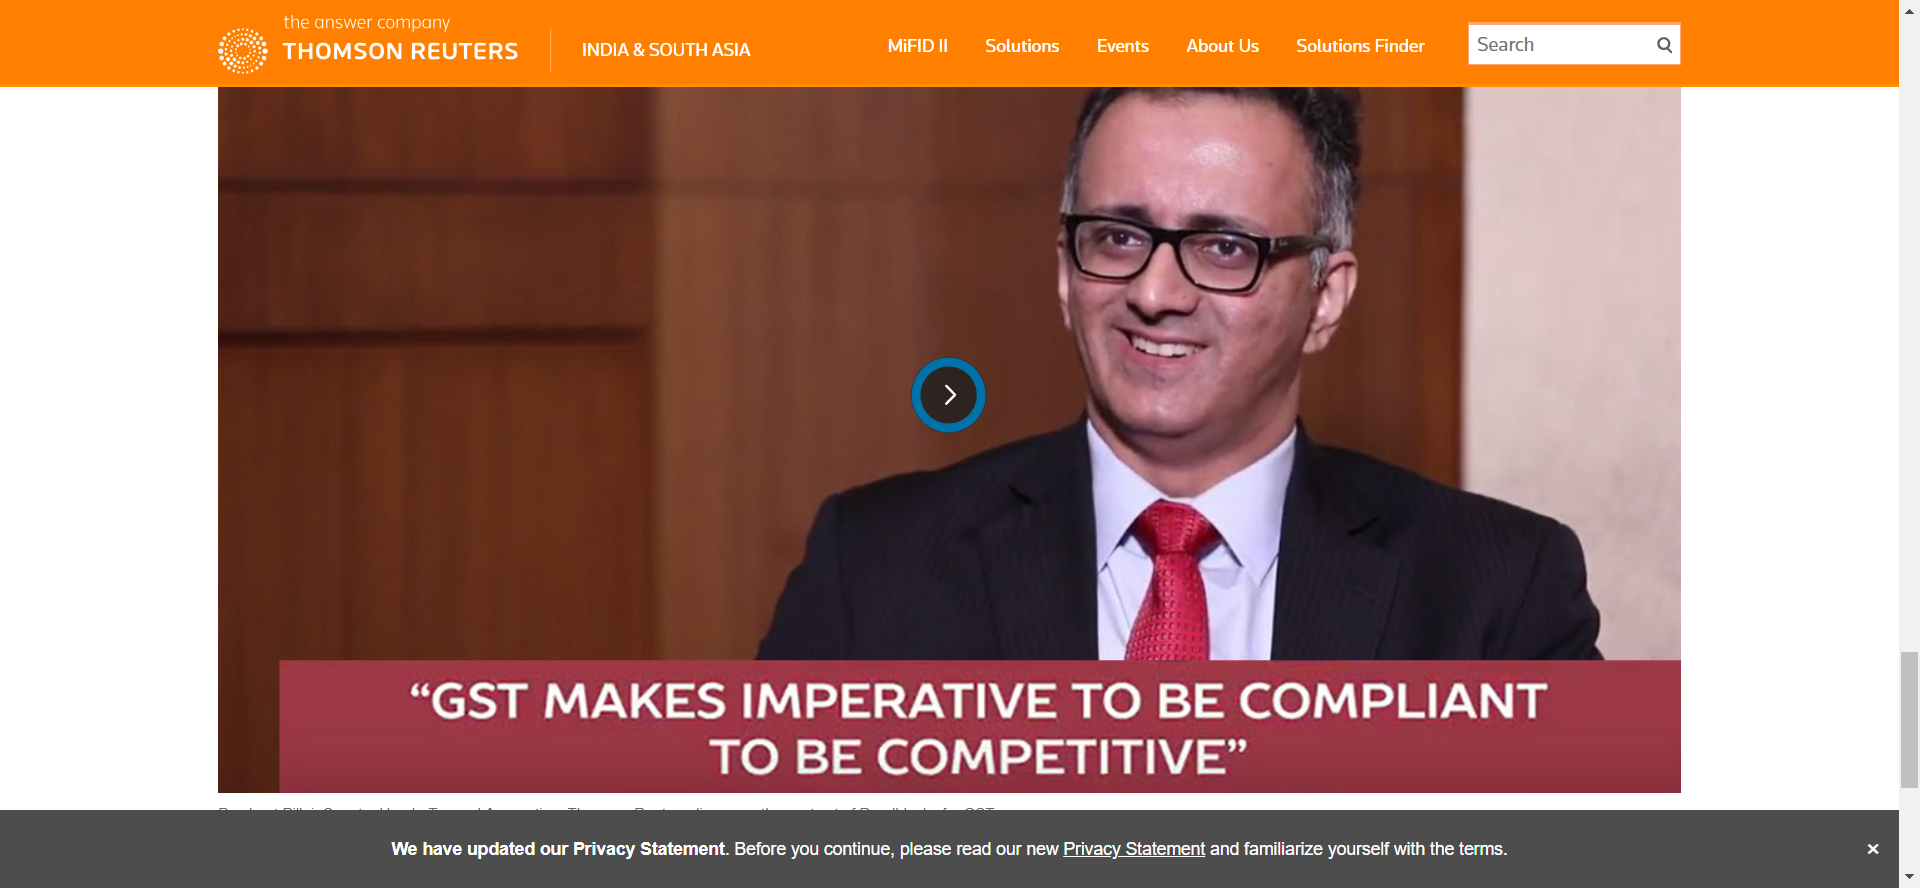 the answer company
THOMSON REUTERS
INDIA & SOUTH ASIA
MiFID II
Solutions
Events
About Us
Solutions Finder
Search
“GST MAKES IMPERATIVE TO BE COMPLIANT
TO BE COMPETITIVE”
We have updated our Privacy Statement. Before you continue, please read our new Privacy Statement and familiarize yourself with the terms.